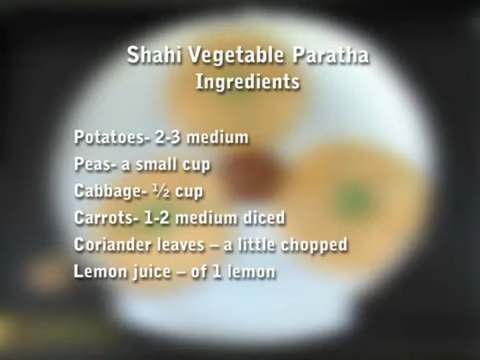 Shahi Vegetable Paratha
Ingredients
Potatoes- 2-3 medium
Peas- a small cup
Cabbage- ½ cup
Carrots- 1-2 medium diced
Coriander leaves – a little chopped
Lemon juice – of 1 lemon